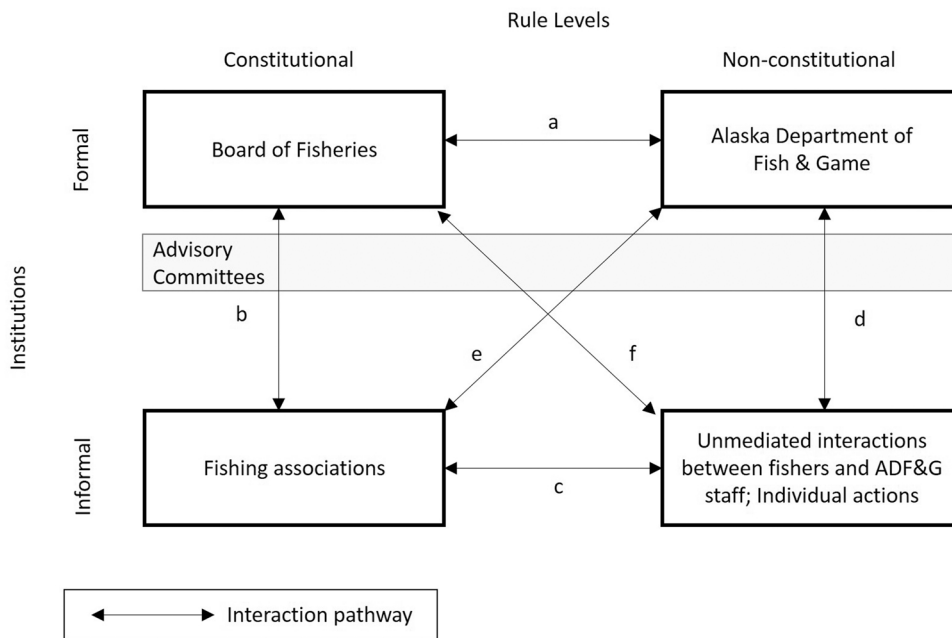 Rule Levels
Constitutional
Non-constitutional
Institutions
Formal
Board of Fisheries
a
Alaska Department of
Fish & Game
Advisory
Committees
b
e
f
d
Informal
Fishing associations
c
Unmediated interactions
between fishers and ADF&G
staff; Individual actions
Interaction pathway